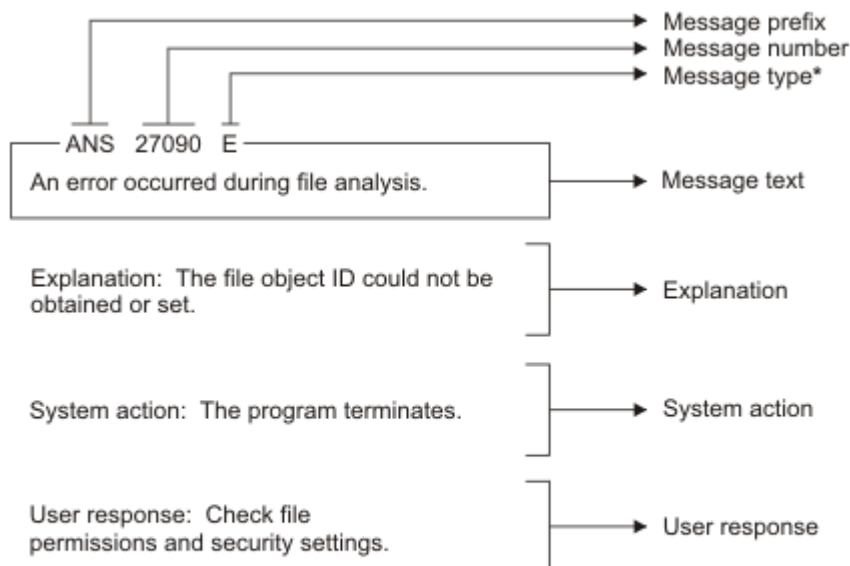 Message prefix
Message number
Message type*
ANS 27090 E
An error occurred during file analysis.
Message text
Explanation: The file object ID could not be
obtained or set.
Explanation
System action: The program terminates.
System action
User response: Check file
permissions and security settings.
User response